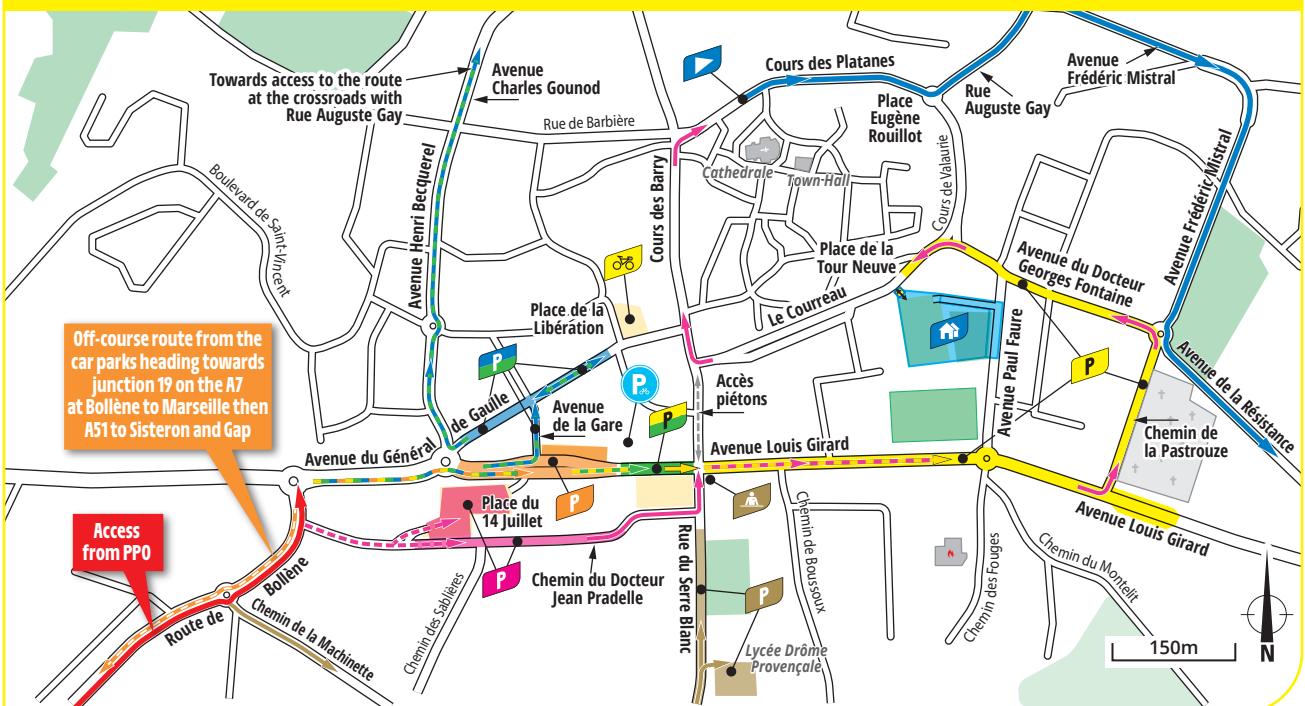 Towards access to the route
at the crossroads with
Rue Auguste Gay
Avenue
Charles Gounod
Cours des Platanes
Avenue
Frédéric Mistral
Rue
Auguste Gay
Place
Eugène
Rouillot
Rue de Barbière
Cathedrale
Town-Hall
Boulevard de Saint-Vincent
Avenue Henri Becquerel
Cours des Barry
Cours de Valaurie
Avenue Frédéric Mistral
Place de la
Tour Neuve
Avenue du Docteur
Georges Fontaine
Place de la
Libération
Le Courreau
Off-course route from the
car parks heading towards
junction 19 on the A7
at Bollène to Marseille then
A51 to Sisteron and Gap
P
P
P
P
Avenue Paul Faure
Avenue de la Résistance
Accès
piétons
Avenue
de la Gare
Avenue du Général de Gaulle
Avenue Louis Girard
Chemin de
la Pastrouze
Place du
14 Juillet
P
Avenue Louis Girard
Access
from PPO
Route de Bollène
Chemin de la Machinette
Chemin des Sablières
P
Chemin du Docteur
Jean Pradelle
Rue du Serre Blanc
P
Chemin de Boussoux
Chemin des Fouges
Chemin du Montelit
Lycée Drôme
Provençale
150m
N